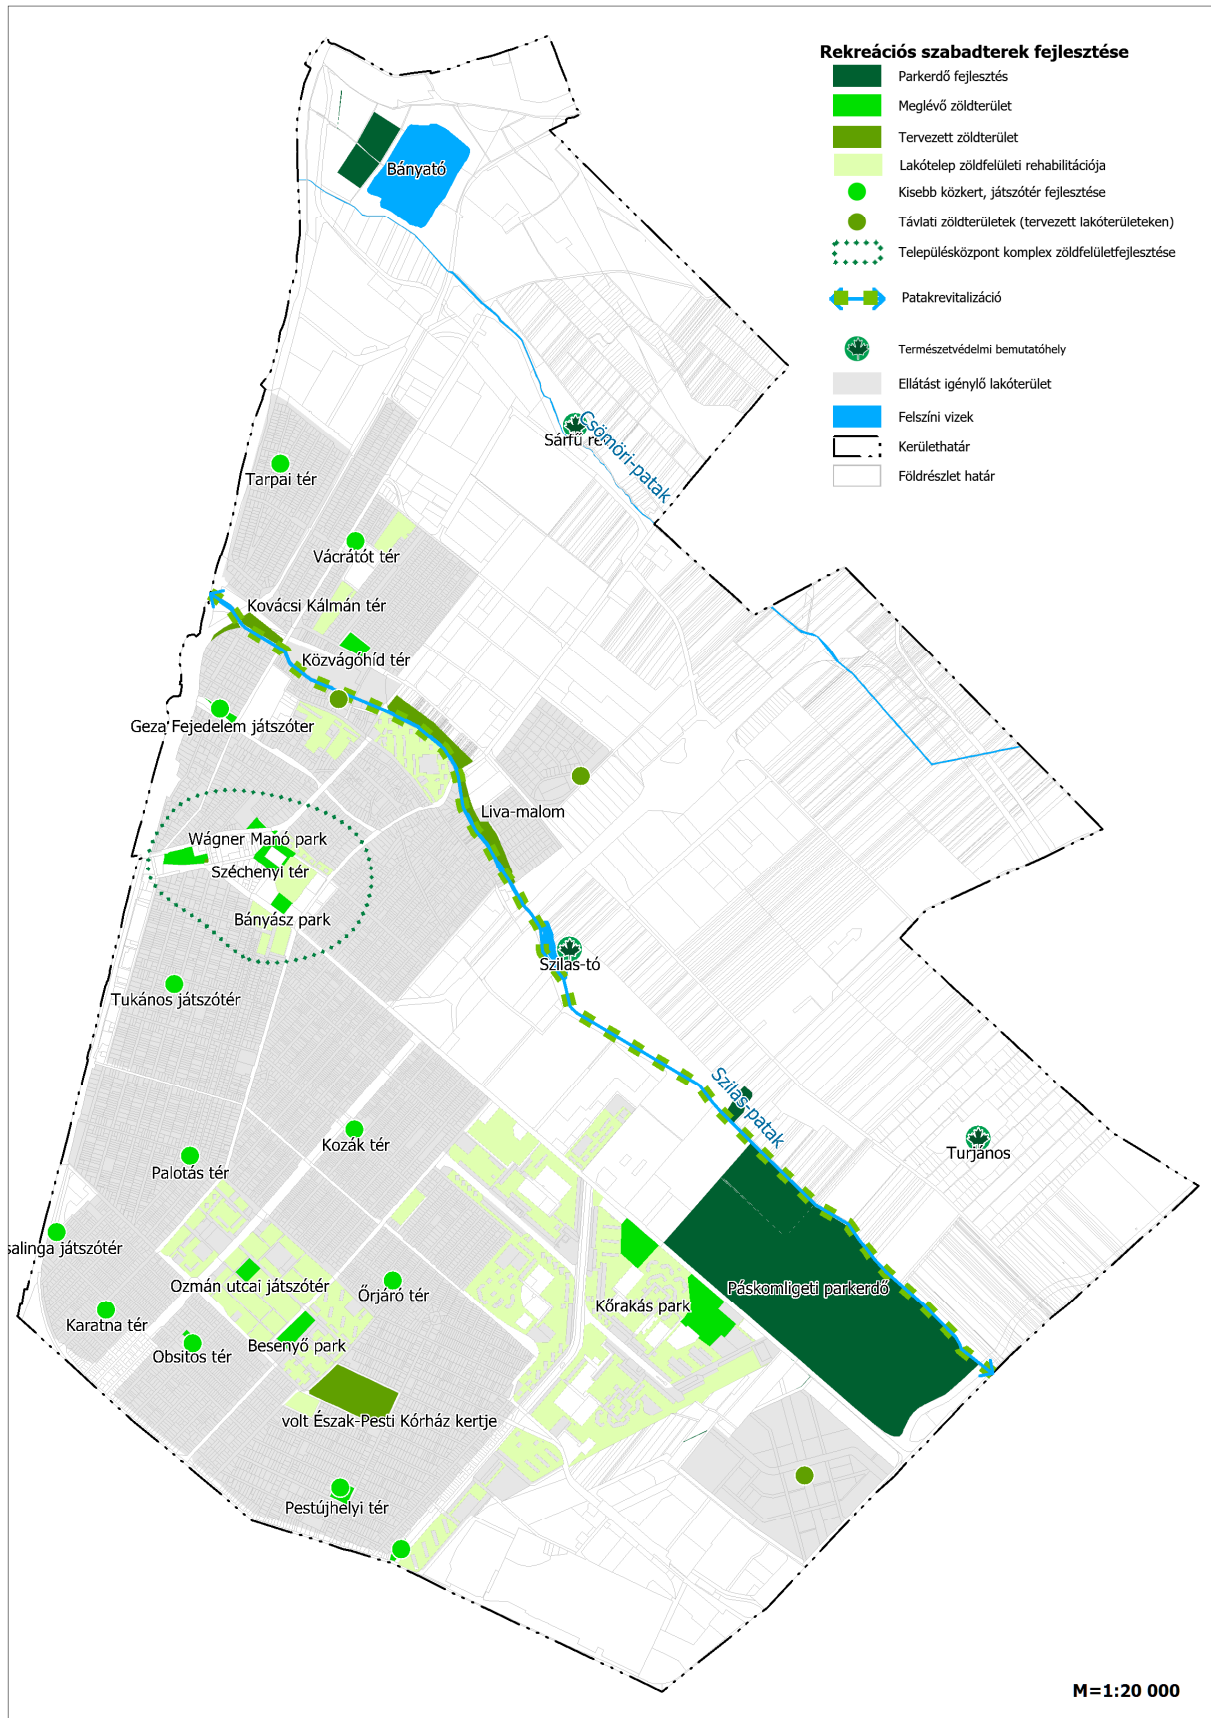 Rekreációs szabadterek fejlesztése
Parkerdő fejlesztés
Meglévő zöldterület
Tervezett zöldterület
Lakótelep zöldfelületi rehabilitációja
Kisebb közkert, játszótér fejlesztése
Távlati zöldterületek (tervezett lakóterületeken)
Településközpont komplex zöldfelületfejlesztése
Patakrevitalizáció
Természetvédelmi bemutatóhely
Ellátást igénylő lakóterület
Felszíni vizek
Kerülethatár
Földrészlet határ
Bányató
Csömöri-patak
Sárfű
Tarpai tér
Vácrátót tér
Kovácsi Kálmán tér
Közvágóhíd tér
Geza Fejedelem játszóter
Liva-malom
Wágner Manó park
Széchenyi tér
Bányász park
Szilas-tó
Tukános játszótér
Szilas-patak
Kozák tér
Turjános
Palotás tér
salinga játszótér
Ozmán utcai játszótér
Őrjáró tér
Páskomligeti parkerdő
Kőrakás park
Karatna tér
Besenyő park
Obsitos tér
volt Észak-Pesti Kórház kertje
Pestújhelyi tér
M=1:20 000